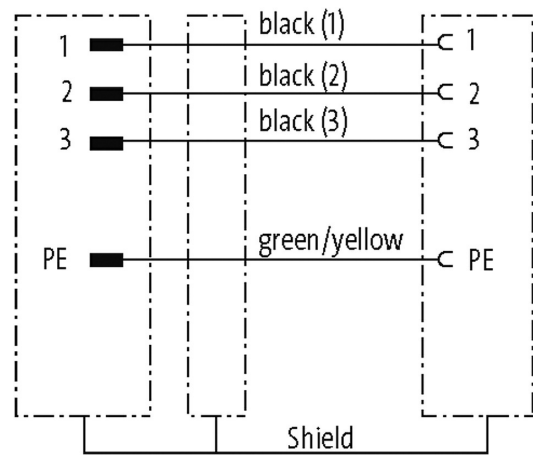 1 black (1) 1
2 black (2) 2
3 black (3) 3
PE green/yellow PE
Shield